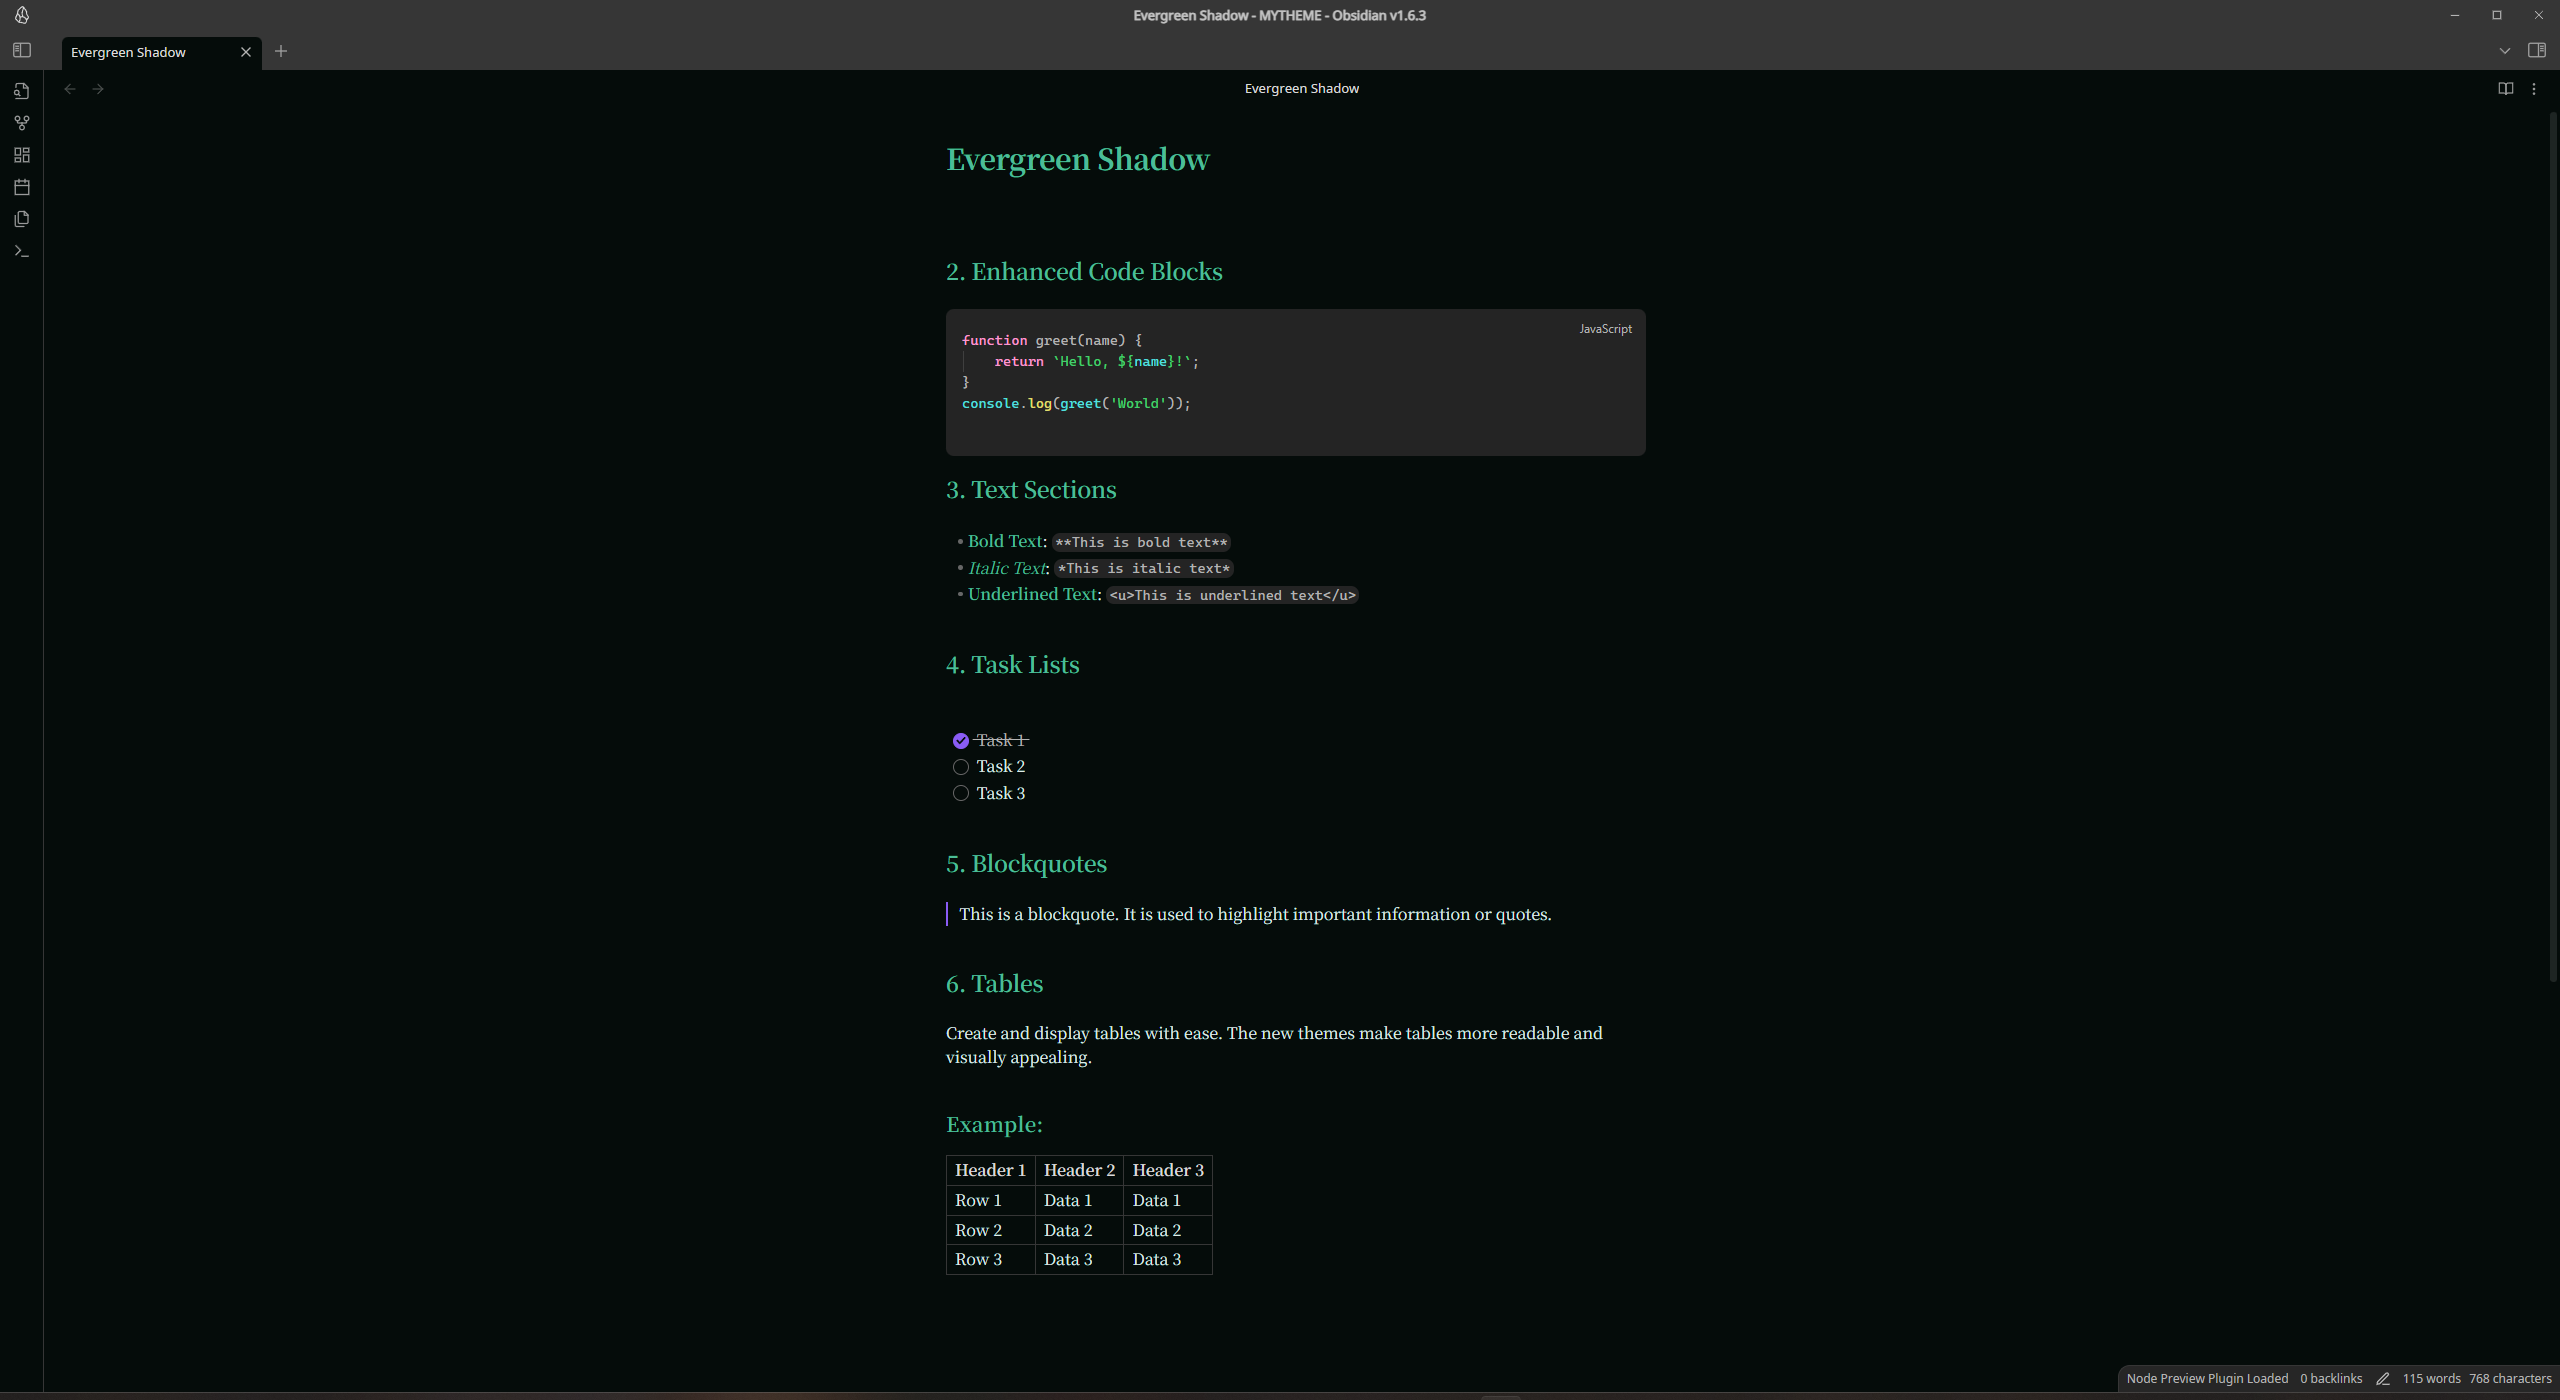 Evergreen Shadow - MYTHEME - Obsidian v1.6.3
Evergreen Shadow
Evergreen Shadow
Evergreen Shadow
2. Enhanced Code Blocks
JavaScript
function greet(name) {
    return `Hello, ${name}!`;
}
console.log(greet('World'));
3. Text Sections
• Bold Text: **This is bold text**
• Italic Text: *This is italic text*
• Underlined Text: <u>This is underlined text</u>
4. Task Lists
Task 1
Task 2
Task 3
5. Blockquotes
This is a blockquote. It is used to highlight important information or quotes.
6. Tables
Create and display tables with ease. The new themes make tables more readable and
visually appealing.
Example:
Header 1 Header 2 Header 3
Row 1 Data 1 Data 1
Row 2 Data 2 Data 2
Row 3 Data 3 Data 3
Node Preview Plugin Loaded 0 backlinks 115 words 768 characters